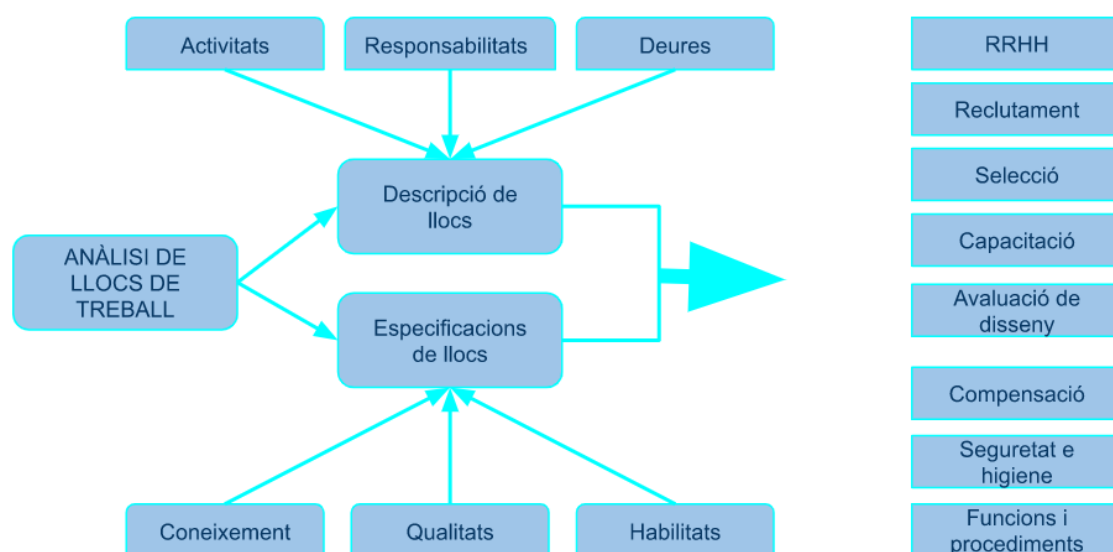 Activitats
Responsabilitats
Deures
RRHH
Reclutament
Descripció de
llocs
Selecció
Capacitació
ANÀLISI DE
LLOCS DE
TREBALL
Avaluació de
disseny
Especificacions
de llocs
Compensació
Seguretat e
higiene
Coneixement
Qualitats
Habilitats
Funcions i
procediments